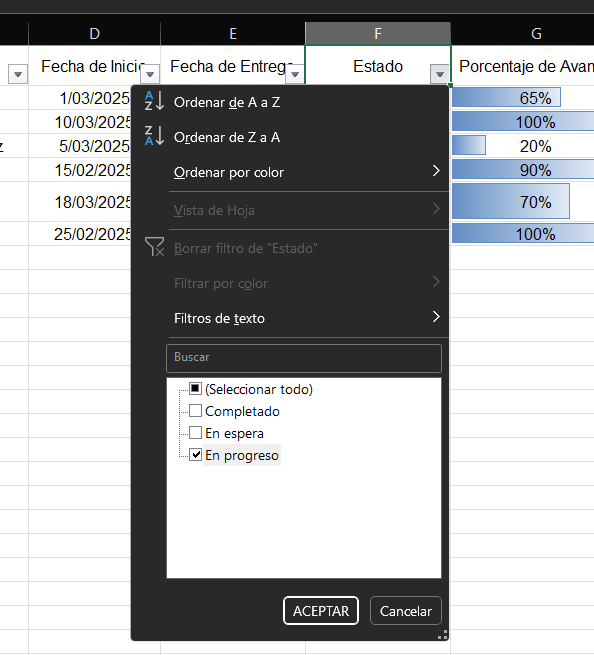 D E F G
Fecha de Inicio Fecha de Entrega Estado Porcentaje de Avan
1/03/2025 65%
10/03/2025 100%
z 5/03/2025 20%
15/02/2025 90%
18/03/2025 70%
25/02/2025 100%
Ordenar de A a Z
Ordenar de Z a A
Ordenar por color
Vista de Hoja
Borrar filtro de "Estado"
Filtrar por color
Filtros de texto
Buscar
(Seleccionar todo)
Completado
En espera
En progreso
ACEPTAR Cancelar